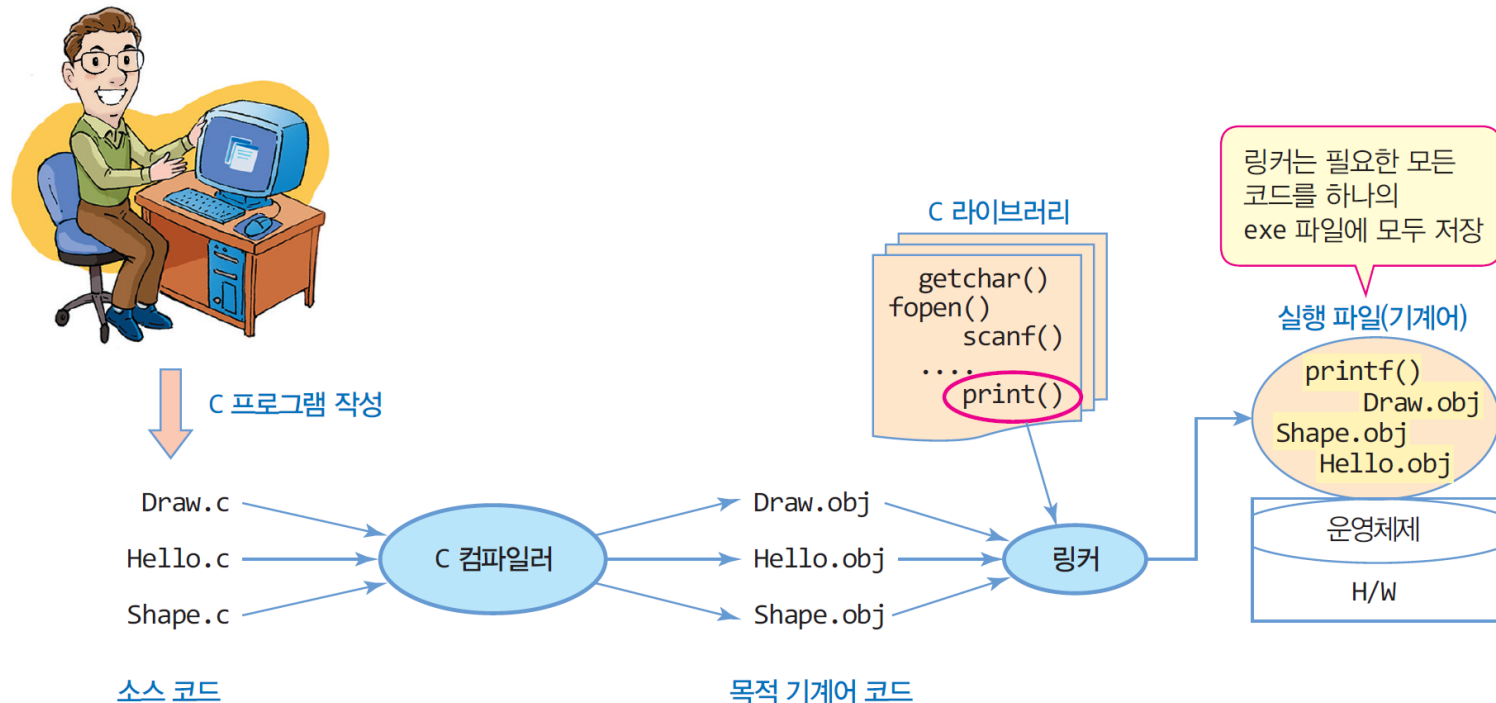 링커는 필요한 모든
코드를 하나의
exe 파일에 모두 저장
C 라이브러리
getchar()
fopen()
scanf()
....
print()
실행 파일(기계어)
printf()
Draw.obj
Shape.obj
Hello.obj
운영체제
H/W
C 프로그램 작성
Draw.c
Hello.c
Shape.c
C 컴파일러
Draw.obj
Hello.obj
Shape.obj
링커
소스 코드
목적 기계어 코드